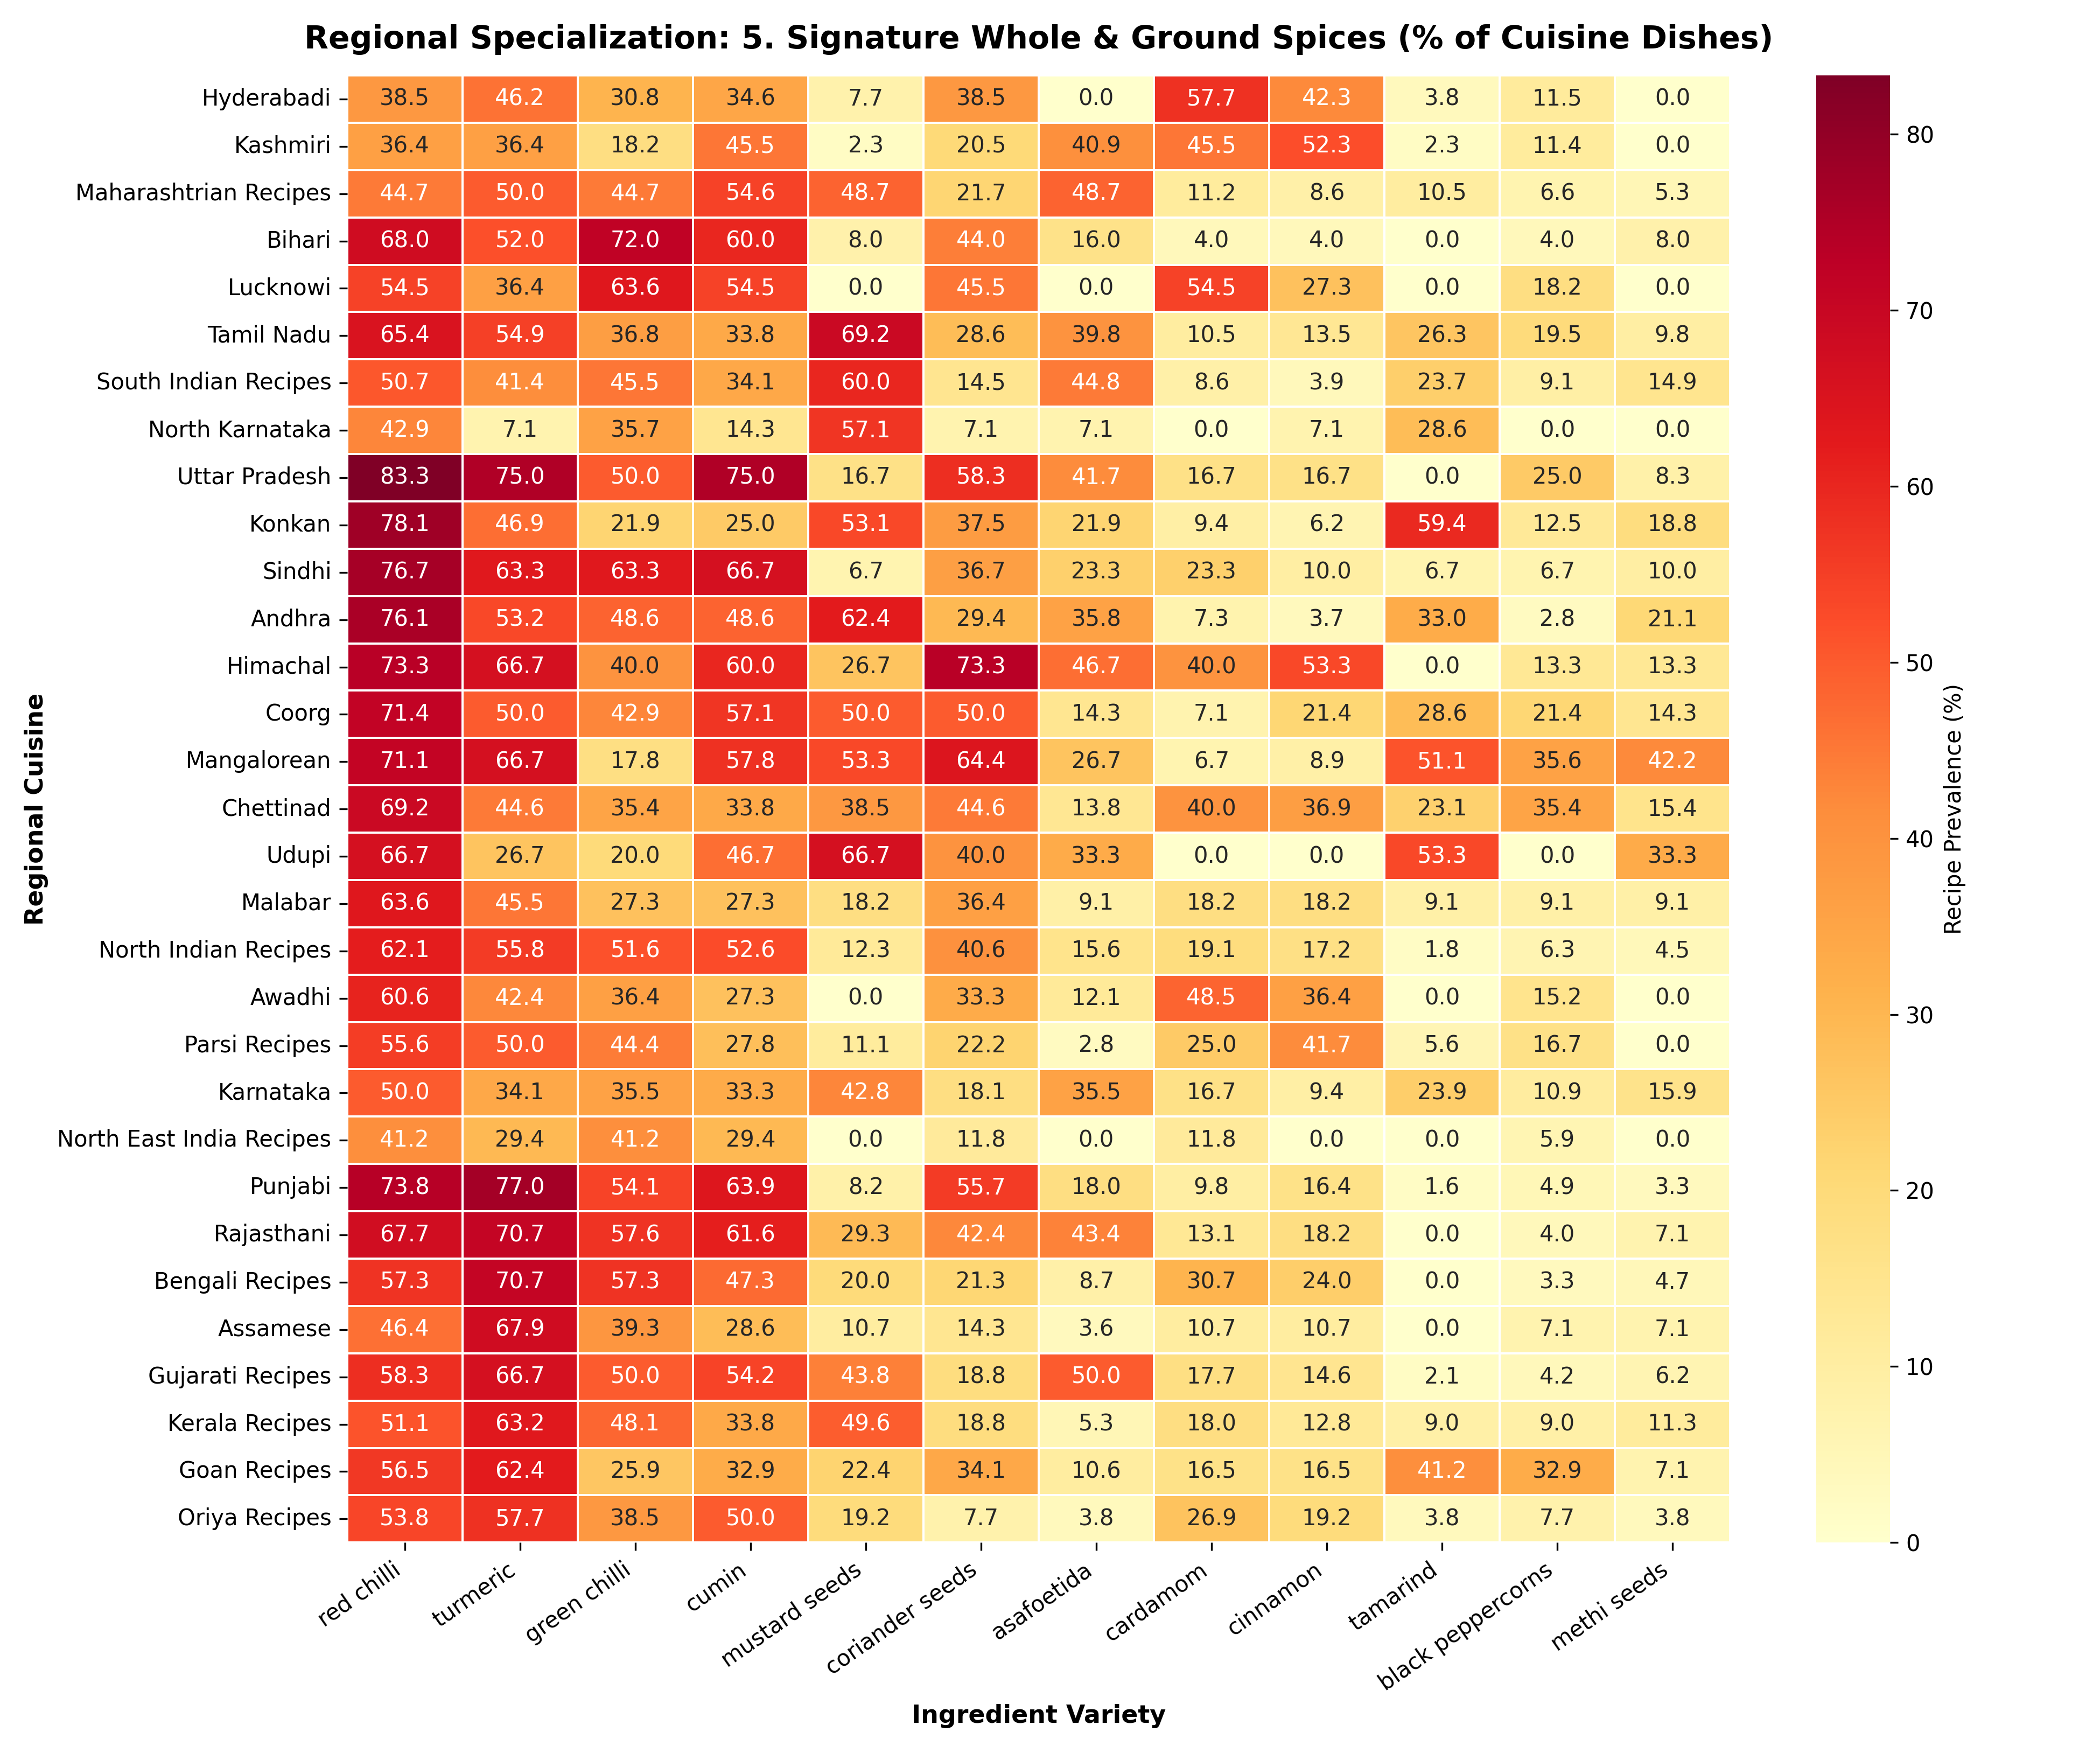 Regional Specialization: 5. Signature Whole & Ground Spices (% of Cuisine Dishes)
Hyderabadi 38.5 46.2 30.8 34.6 7.7 38.5 0.0 57.7 42.3 3.8 11.5 0.0
Kashmiri 36.4 36.4 18.2 45.5 2.3 20.5 40.9 45.5 52.3 2.3 11.4 0.0
Maharashtrian Recipes 44.7 50.0 44.7 54.6 48.7 21.7 48.7 11.2 8.6 10.5 6.6 5.3
Bihari 68.0 52.0 72.0 60.0 8.0 44.0 16.0 4.0 4.0 0.0 4.0 8.0
Lucknowi 54.5 36.4 63.6 54.5 0.0 45.5 0.0 54.5 27.3 0.0 18.2 0.0
Tamil Nadu 65.4 54.9 36.8 33.8 69.2 28.6 39.8 10.5 13.5 26.3 19.5 9.8
South Indian Recipes 50.7 41.4 45.5 34.1 60.0 14.5 44.8 8.6 3.9 23.7 9.1 14.9
North Karnataka 42.9 7.1 35.7 14.3 57.1 7.1 7.1 0.0 7.1 28.6 0.0 0.0
Uttar Pradesh 83.3 75.0 50.0 75.0 16.7 58.3 41.7 16.7 16.7 0.0 25.0 8.3
Konkan 78.1 46.9 21.9 25.0 53.1 37.5 21.9 9.4 6.2 59.4 12.5 18.8
Sindhi 76.7 63.3 63.3 66.7 6.7 36.7 23.3 23.3 10.0 6.7 6.7 10.0
Andhra 76.1 53.2 48.6 48.6 62.4 29.4 35.8 7.3 3.7 33.0 2.8 21.1
Himachal 73.3 66.7 40.0 60.0 26.7 73.3 46.7 40.0 53.3 0.0 13.3 13.3
Coorg 71.4 50.0 42.9 57.1 50.0 50.0 14.3 7.1 21.4 28.6 21.4 14.3
Mangalorean 71.1 66.7 17.8 57.8 53.3 64.4 26.7 6.7 8.9 51.1 35.6 42.2
Chettinad 69.2 44.6 35.4 33.8 38.5 44.6 13.8 40.0 36.9 23.1 35.4 15.4
Udupi 66.7 26.7 20.0 46.7 66.7 40.0 33.3 0.0 0.0 53.3 0.0 33.3
Malabar 63.6 45.5 27.3 27.3 18.2 36.4 9.1 18.2 18.2 9.1 9.1 9.1
North Indian Recipes 62.1 55.8 51.6 52.6 12.3 40.6 15.6 19.1 17.2 1.8 6.3 4.5
Awadhi 60.6 42.4 36.4 27.3 0.0 33.3 12.1 48.5 36.4 0.0 15.2 0.0
Parsi Recipes 55.6 50.0 44.4 27.8 11.1 22.2 2.8 25.0 41.7 5.6 16.7 0.0
Karnataka 50.0 34.1 35.5 33.3 42.8 18.1 35.5 16.7 9.4 23.9 10.9 15.9
North East India Recipes 41.2 29.4 41.2 29.4 0.0 11.8 0.0 11.8 0.0 0.0 5.9 0.0
Punjabi 73.8 77.0 54.1 63.9 8.2 55.7 18.0 9.8 16.4 1.6 4.9 3.3
Rajasthani 67.7 70.7 57.6 61.6 29.3 42.4 43.4 13.1 18.2 0.0 4.0 7.1
Bengali Recipes 57.3 70.7 57.3 47.3 20.0 21.3 8.7 30.7 24.0 0.0 3.3 4.7
Assamese 46.4 67.9 39.3 28.6 10.7 14.3 3.6 10.7 10.7 0.0 7.1 7.1
Gujarati Recipes 58.3 66.7 50.0 54.2 43.8 18.8 50.0 17.7 14.6 2.1 4.2 6.2
Kerala Recipes 51.1 63.2 48.1 33.8 49.6 18.8 5.3 18.0 12.8 9.0 9.0 11.3
Goan Recipes 56.5 62.4 25.9 32.9 22.4 34.1 10.6 16.5 16.5 41.2 32.9 7.1
Oriya Recipes 53.8 57.7 38.5 50.0 19.2 7.7 3.8 26.9 19.2 3.8 7.7 3.8
red chilli
turmeric
green chilli
cumin
mustard seeds
coriander seeds
asafoetida
cardamom
cinnamon
tamarind
black peppercorns
methi seeds
Ingredient Variety
Regional Cuisine
80
70
60
50
40
30
20
10
0
Recipe Prevalence (%)